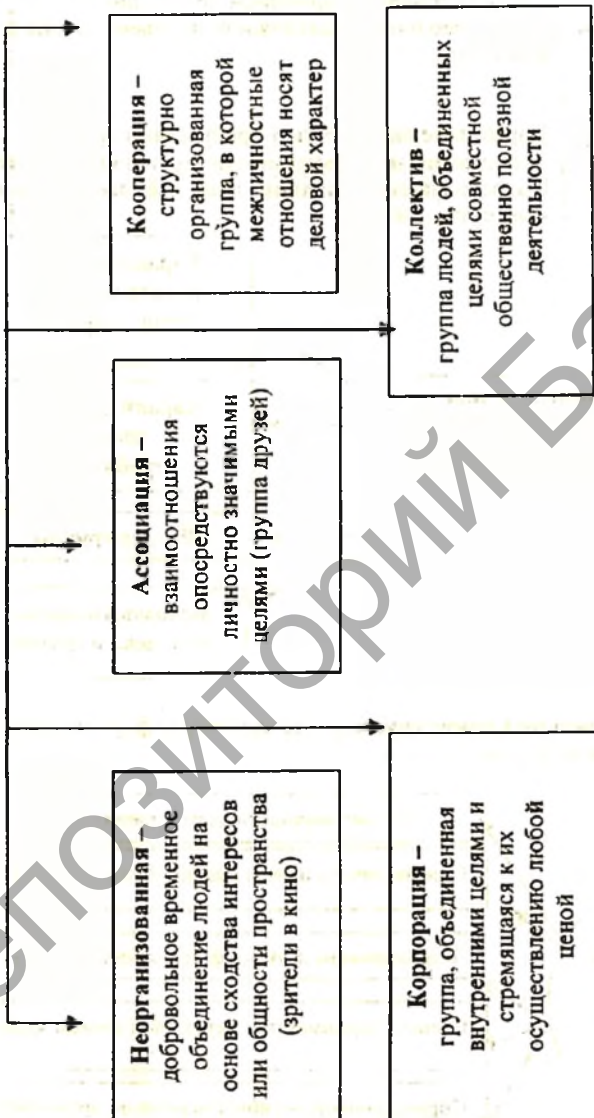 Неорганизованная –
добровольное временное
объединение людей на
основе сходства интересов
или общности пространства
(зрители в кино)
Ассоциация –
взаимоотношения
опосредствуются
личностно значимыми
целями (группа друзей)
Кооперация –
структурно
организованная
группа, в которой
межличностные
отношения носят
деловой характер
Корпорация –
группа, объединенная
внутренними целями и
стремящаяся к их
осуществлению любой
ценой
Коллектив –
группа людей, объединенных
целями совместной
общественно полезной
деятельности